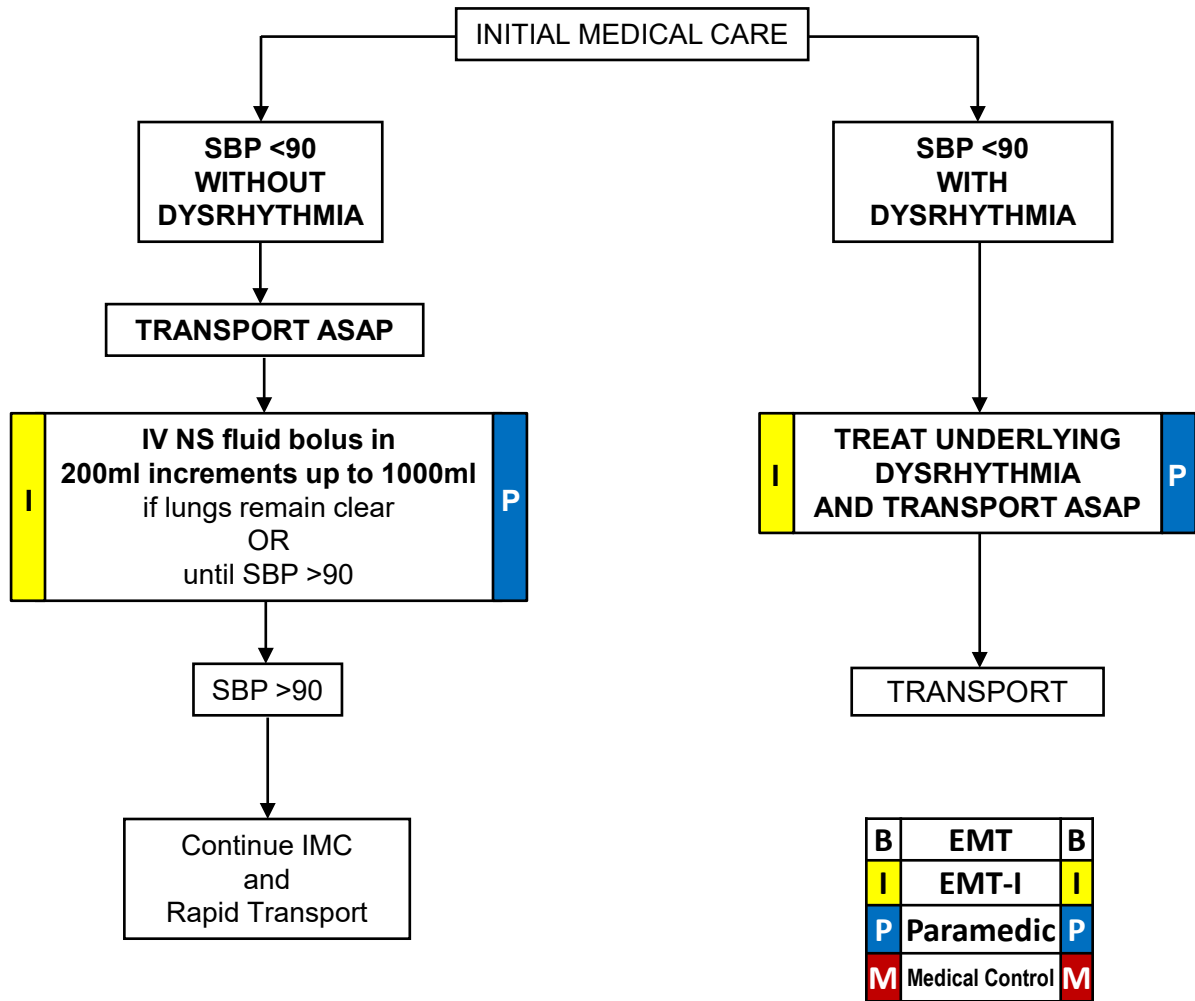 INITIAL MEDICAL CARE
SBP <90
WITHOUT
DYSRHYTHMIA
TRANSPORT ASAP
I
IV NS fluid bolus in
200ml increments up to 1000ml
if lungs remain clear
OR
until SBP >90
P
SBP >90
Continue IMC
and
Rapid Transport
SBP <90
WITH
DYSRHYTHMIA
I
TREAT UNDERLYING
DYSRHYTHMIA
AND TRANSPORT ASAP
P
TRANSPORT
B EMT B
I EMT-I I
P Paramedic P
M Medical Control M